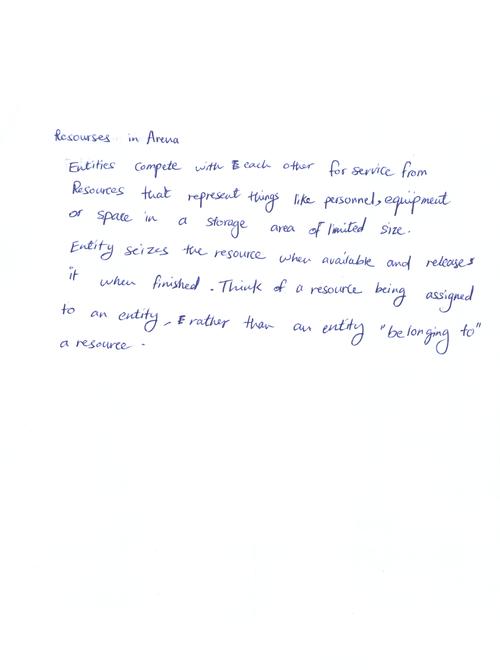 Resourses in Arena
Entities compete with each other for service from
Resources that represent things like personnel, equipment
or space in a storage area of limited size.
Entity seizes the resource when available and releases
it when finished. Think of a resource being assigned
to an entity, rather than an entity "belonging to"
a resource.